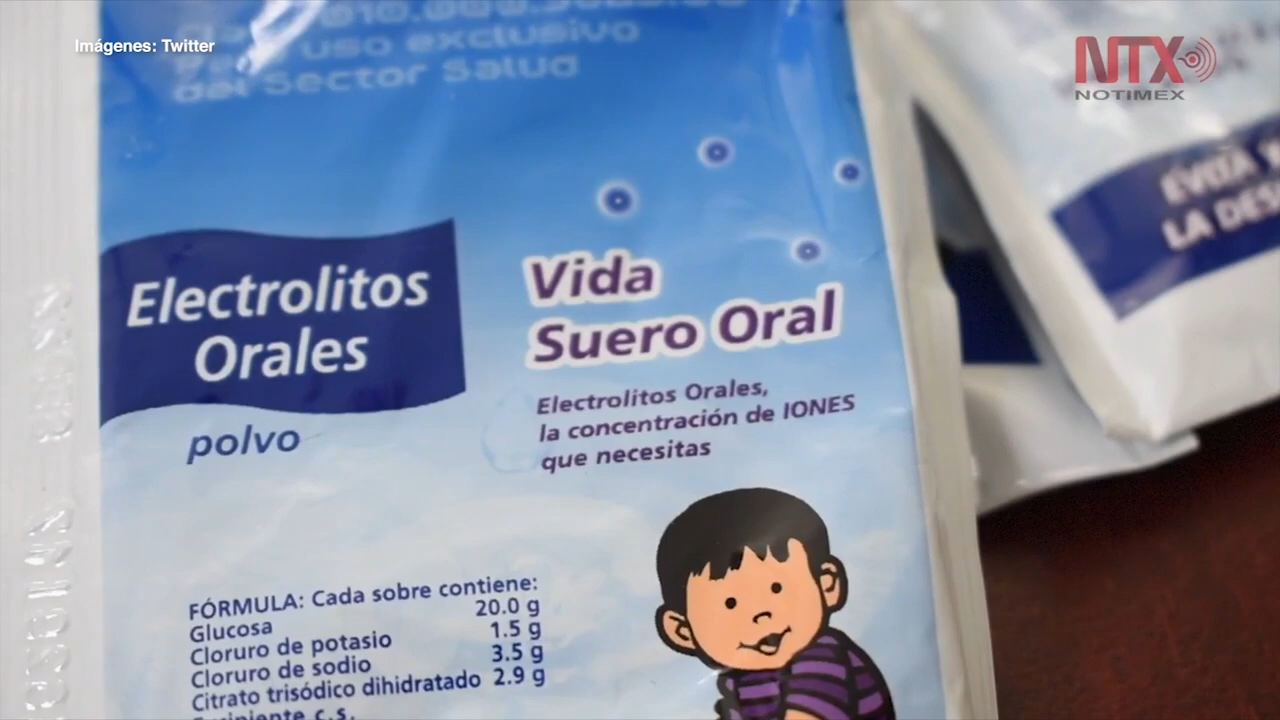 Imágenes: Twitter
NTX
NOTIMEX
uso exclusivo
del Sector Salud
Electrolitos
Orales
polvo
Vida
Suero Oral
Electrolitos Orales,
la concentración de IONES
que necesitas
FÓRMULA: Cada sobre contiene:
Glucosa 20.0 g
Cloruro de potasio 1.5 g
Cloruro de sodio 3.5 g
Citrato trisódico dihidratado 2.9 g
c.s.
EVITA
LA